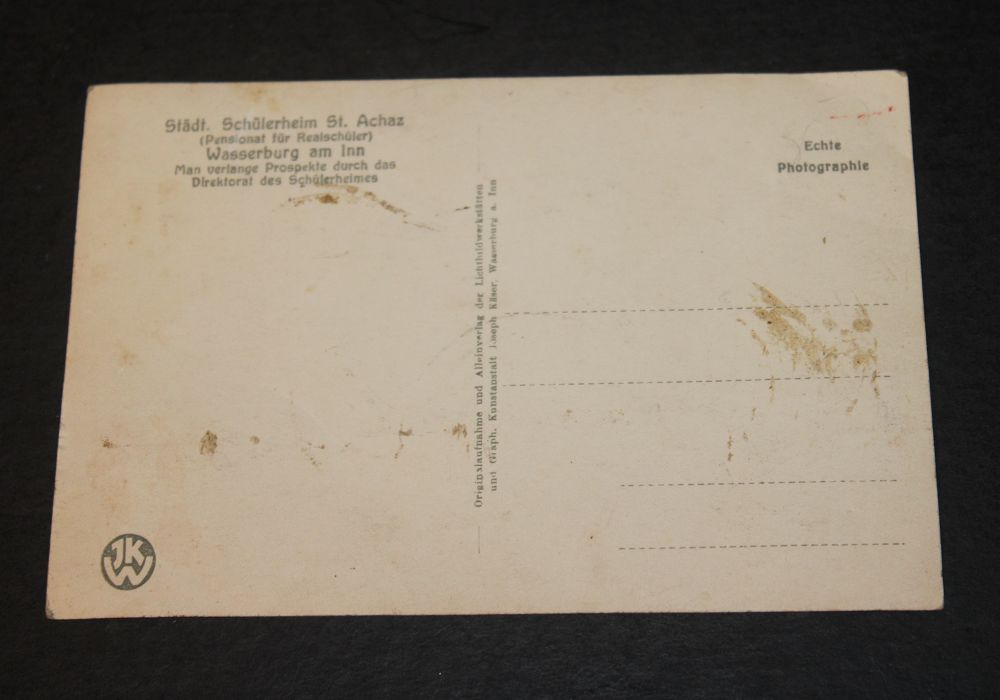 Städt. Schülerheim St. Achaz
(Pensionat für Realschüler)
Wasserburg am Inn
Man verlange Prospekte durch das
Direktorat des Schülerheimes
Echte
Photographie
Originalaufnahme und Alleinverlag der Lichtbildwerkstätten
und Graph. Kunstanstalt Joseph Käser, Wasserburg a. Inn
JKW